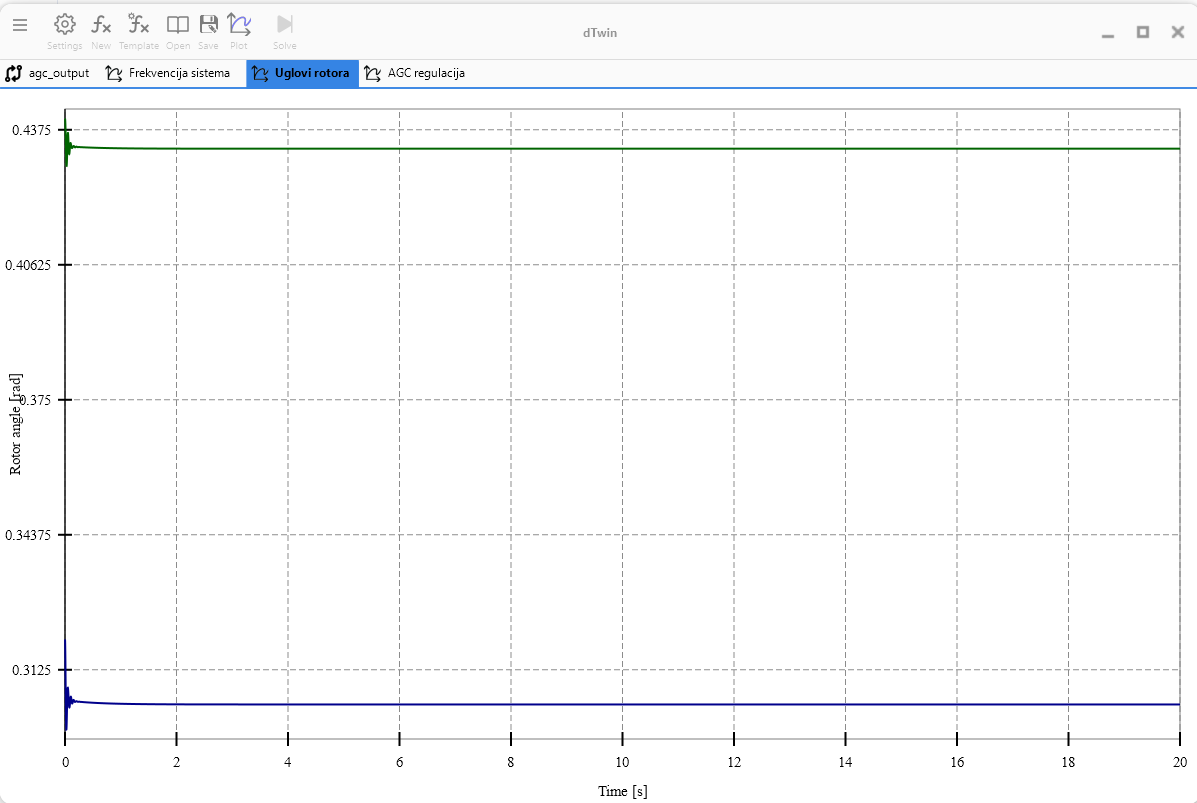 dTwin
Settings New Template Open Save Plot Solve
agc_output Frekvencija sistema Uglovi rotora AGC regulacija
0.4375
0.40625
0.375
0.34375
0.3125
Rotor angle [rad]
0 2 4 6 8 10 12 14 16 18 20
Time [s]